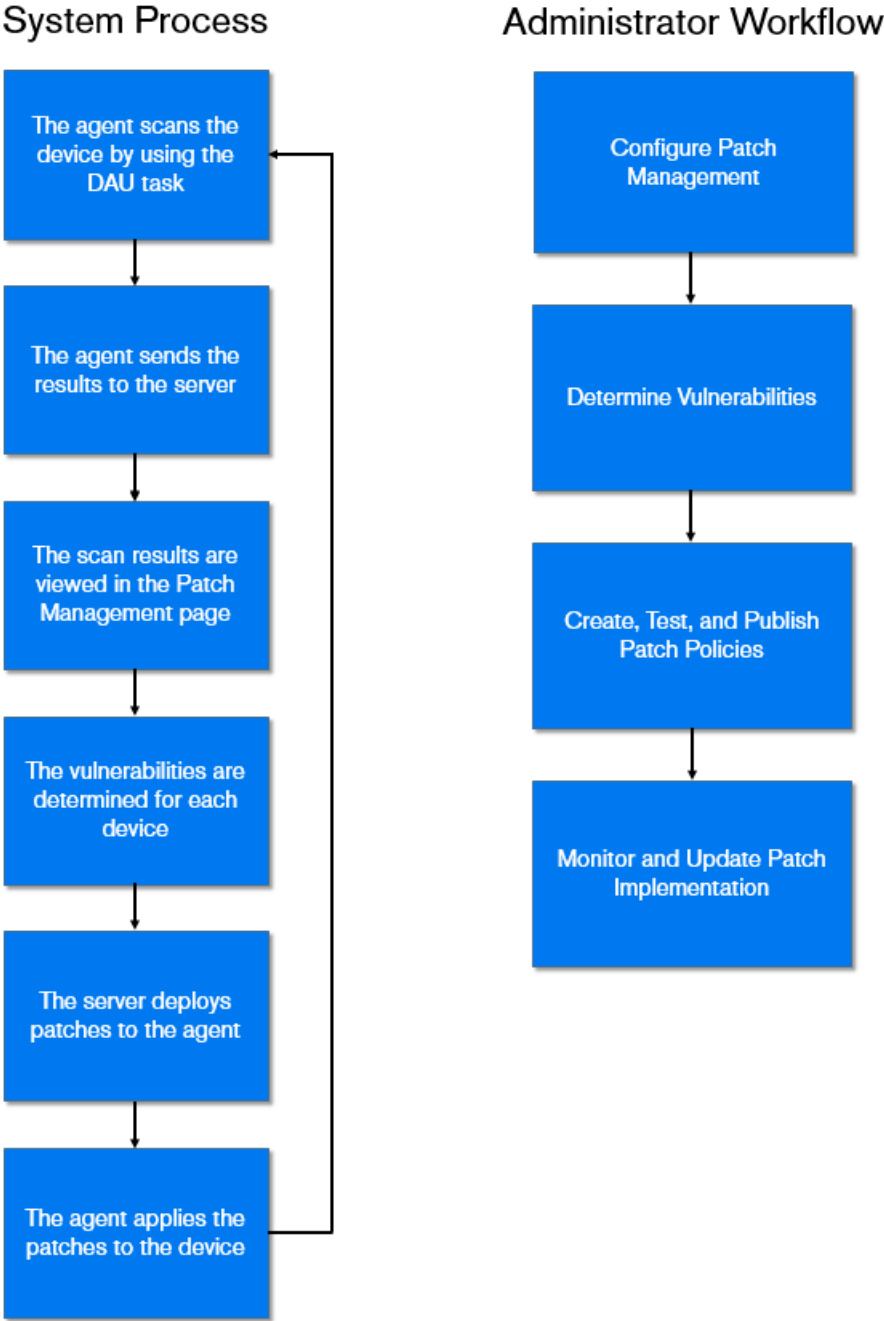 System Process
The agent scans the
device by using the
DAU task
The agent sends the
results to the server
The scan results are
viewed in the Patch
Management page
The vulnerabilities are
determined for each
device
The server deploys
patches to the agent
The agent applies the
patches to the device
Administrator Workflow
Configure Patch
Management
Determine Vulnerabilities
Create, Test, and Publish
Patch Policies
Monitor and Update Patch
Implementation